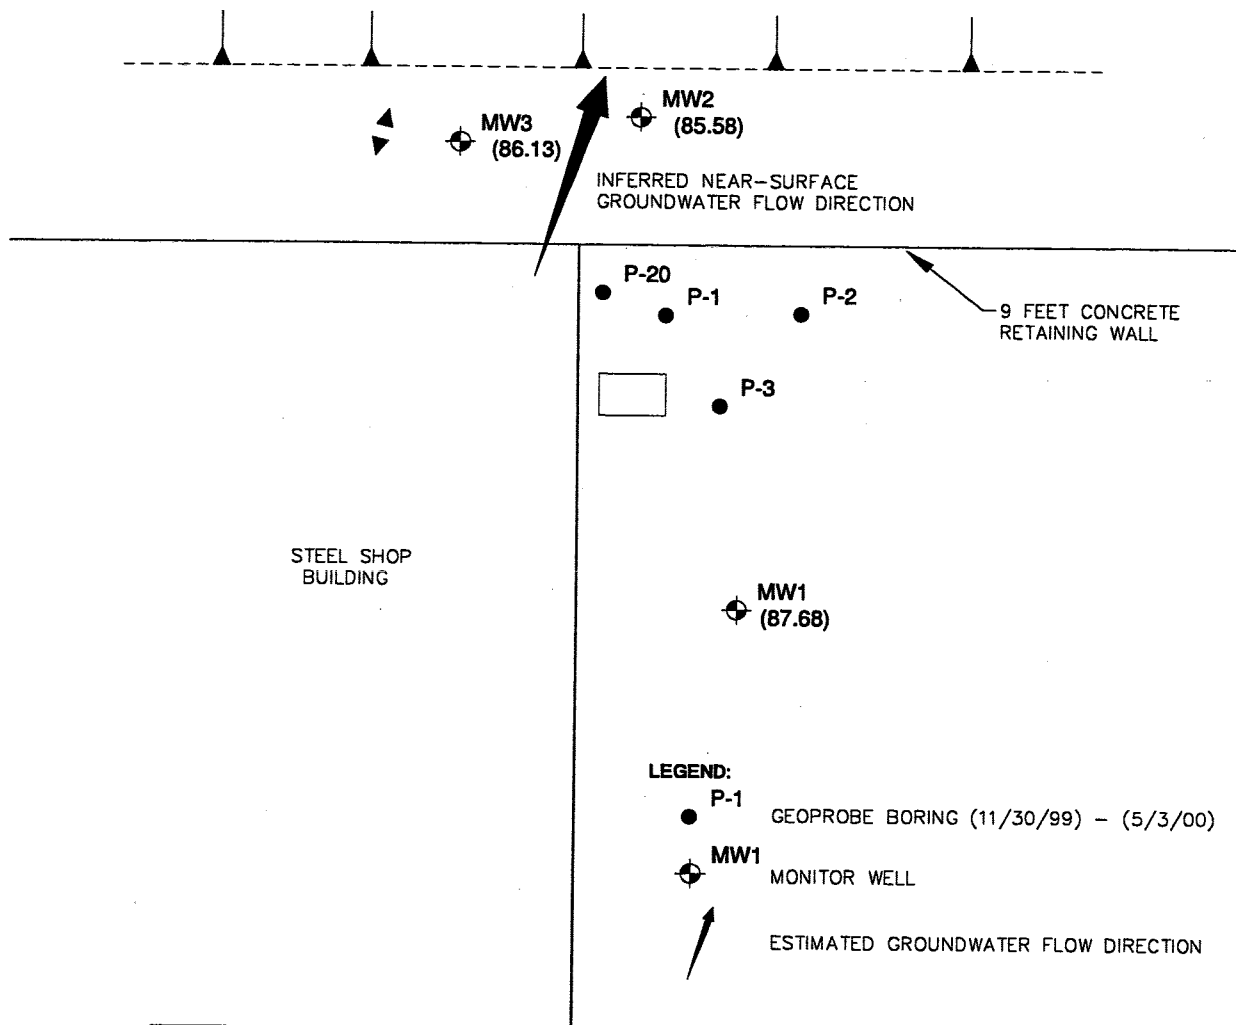 MW2
(85.58)
MW3
(86.13)
INFERRED NEAR-SURFACE
GROUNDWATER FLOW DIRECTION
P-20
P-1
P-2
9 FEET CONCRETE
RETAINING WALL
P-3
STEEL SHOP
BUILDING
MW1
(87.68)
LEGEND:
P-1
GEOPROBE BORING (11/30/99) - (5/3/00)
MW1
MONITOR WELL
ESTIMATED GROUNDWATER FLOW DIRECTION